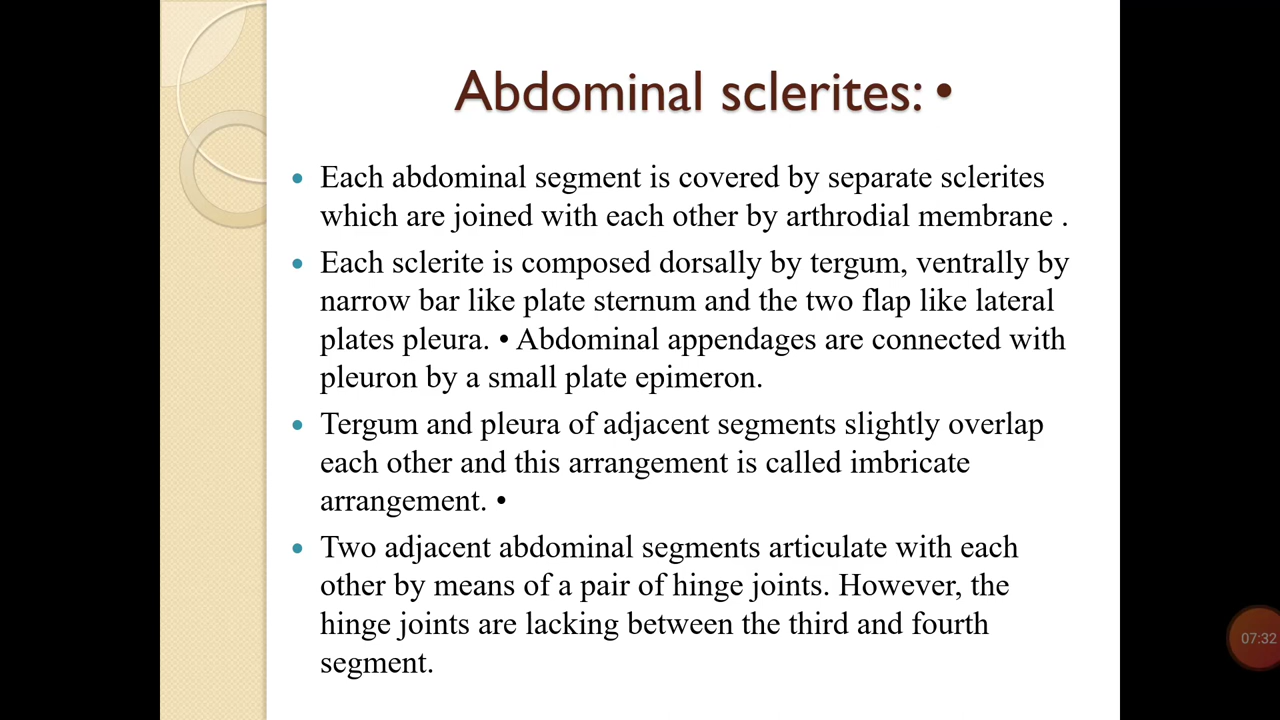 Abdominal sclerites: •
• Each abdominal segment is covered by separate sclerites
which are joined with each other by arthrodial membrane .
• Each sclerite is composed dorsally by tergum, ventrally by
narrow bar like plate sternum and the two flap like lateral
plates pleura. • Abdominal appendages are connected with
pleuron by a small plate epimeron.
• Tergum and pleura of adjacent segments slightly overlap
each other and this arrangement is called imbricate
arrangement. •
• Two adjacent abdominal segments articulate with each
other by means of a pair of hinge joints. However, the
hinge joints are lacking between the third and fourth
segment.
07:32